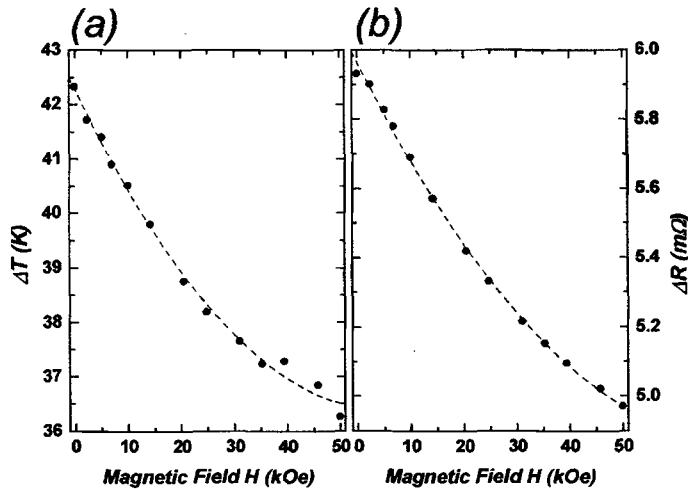 (a)
(b)
43
42
41
40
39
38
37
36
ΔT (K)
0 10 20 30 40 50
Magnetic Field H (kOe)
6.0
5.8
5.6
5.4
5.2
5.0
ΔR (mΩ)
0 10 20 30 40 50
Magnetic Field H (kOe)